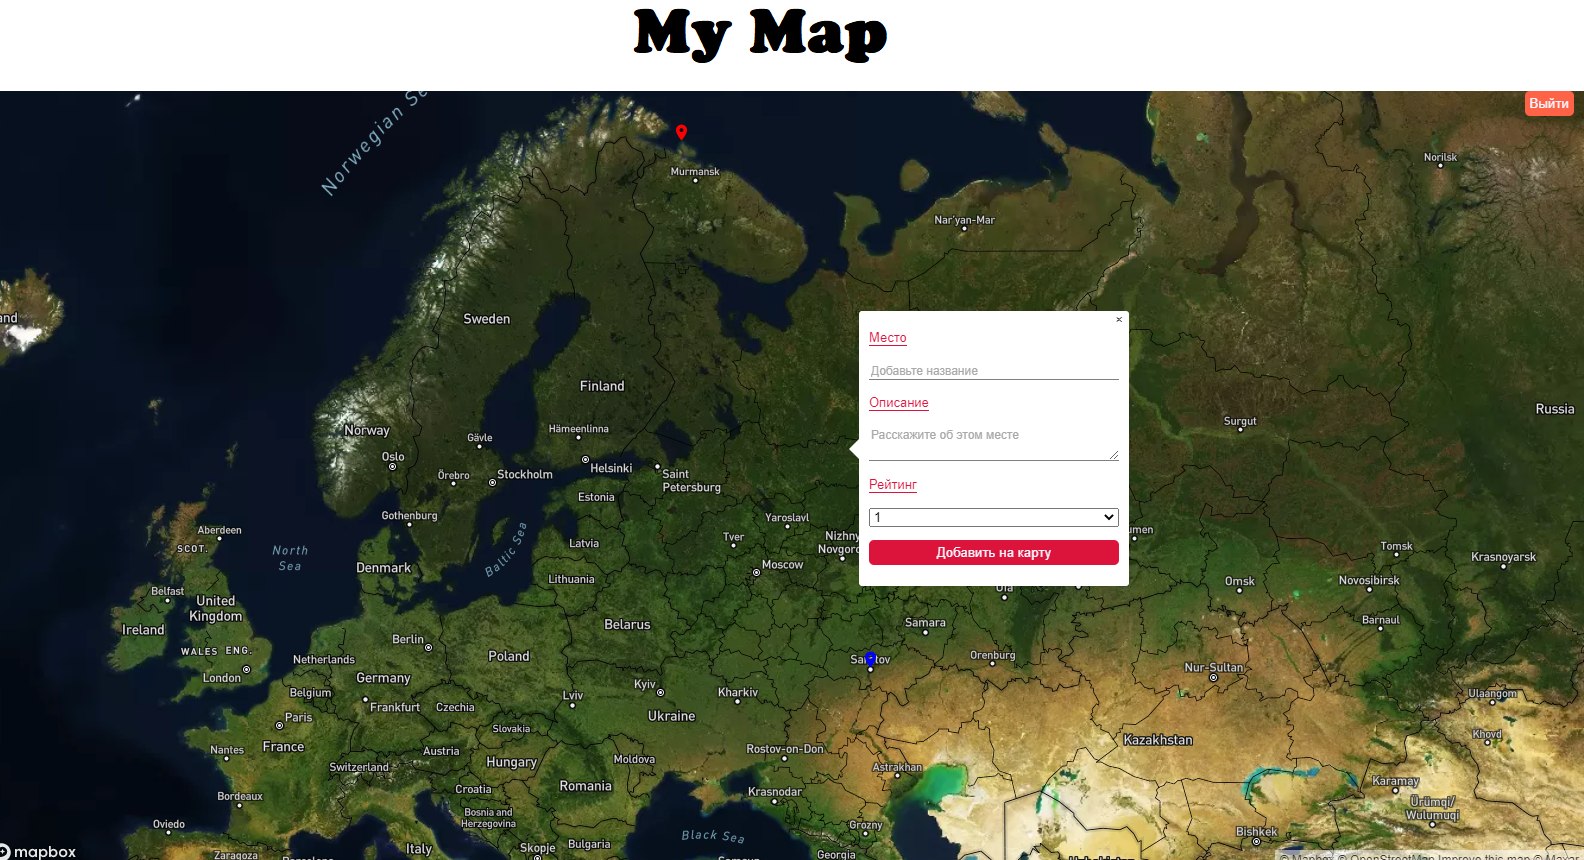 My Map
Norwegian Se
Выйти
Norilsk
Murmansk
Nar'yan-Mar
and
Sweden
Finland
Russia
Norway
Oslo
Gävle
Hämeenlinna
Surgut
Örebro
Stockholm
Helsinki
Saint
Petersburg
Estonia
Gothenburg
Yaroslavl
Aberdeen
SCOT.
North
Sea
Baltic Sea
Latvia
Tver
Nizhny
Novgoro
umen
Tomsk
Krasnoyarsk
Denmark
Lithuania
Moscow
Ufa
Omsk
Novosibirsk
Belfast
United
Kingdom
Ireland
Belarus
Samara
Barnaul
WALES
ENG.
Berlin
Netherlands
Poland
Saratov
Orenburg
Nur-Sultan
London
Germany
Kyiv
Kharkiv
Lviv
Ulaangom
Belgium
Frankfurt
Czechia
Paris
Ukraine
Slovakia
Khovd
Nantes
France
Austria
Rostov-on-Don
Kazakhstan
Switzerland
Hungary
Moldova
Astrakhan
Karamay
Bordeaux
Croatia
Romania
Krasnodar
Ürümqi/
Wulumuqi
Bosnia and
Herzegovina
Oviedo
Black Sea
Grozny
Bishkek
Italy
Skopje
Bulgaria
Georgia
Zaragoza
Barcelona
Samsun
Uzbekistan
×
Место
Добавьте название
Описание
Расскажите об этом месте
Рейтинг
1
Добавить на карту
mapbox
© Mapbox © OpenStreetMap Improve this map © Maxar